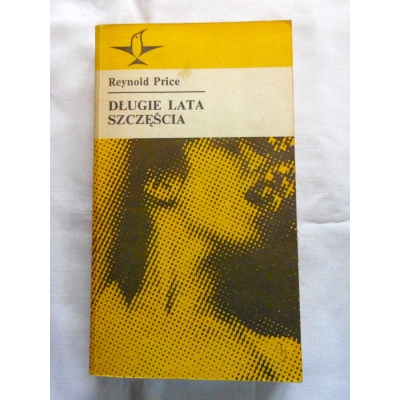 Reynold Price
DŁUGIE LATA
SZCZĘŚCIA